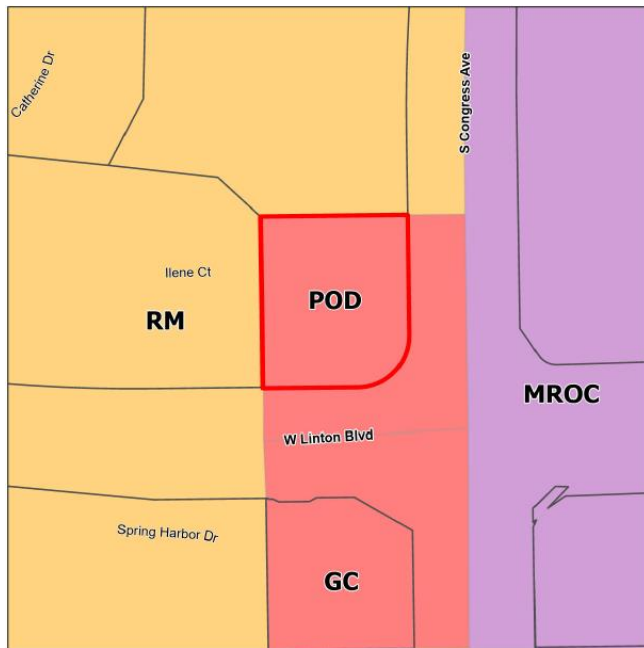 Catherine Dr
S Congress Ave
Ilene Ct
POD
RM
MROC
W Linton Blvd
Spring Harbor Dr
GC